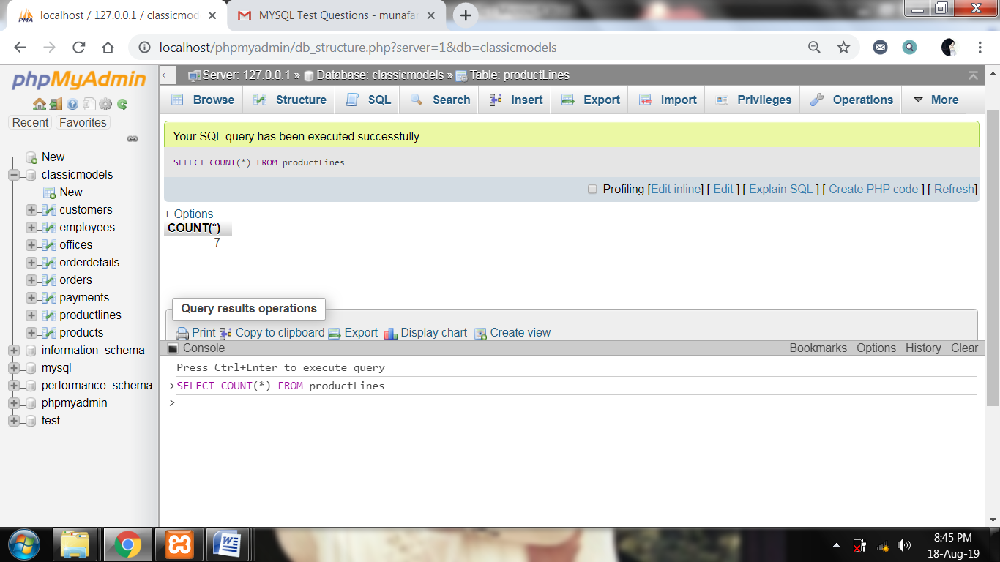 localhost / 127.0.0.1 / classicmod
MYSQL Test Questions - munafar
localhost/phpmyadmin/db_structure.php?server=1&db=classicmodels
phpMyAdmin
Recent Favorites
New
classicmodels
New
customers
employees
offices
orderdetails
orders
payments
productlines
products
information_schema
mysql
performance_schema
phpmyadmin
test
Server: 127.0.0.1 » Database: classicmodels » Table: productLines
Browse Structure SQL Search Insert Export Import Privileges Operations More
Your SQL query has been executed successfully.
SELECT COUNT(*) FROM productLines
Profiling [Edit inline] [ Edit ] [ Explain SQL ] [ Create PHP code ] [ Refresh]
+ Options
COUNT(*)
7
Query results operations
Print Copy to clipboard Export Display chart Create view
Console Bookmarks Options History Clear
Press Ctrl+Enter to execute query
>SELECT COUNT(*) FROM productLines
>
8:45 PM
18-Aug-19